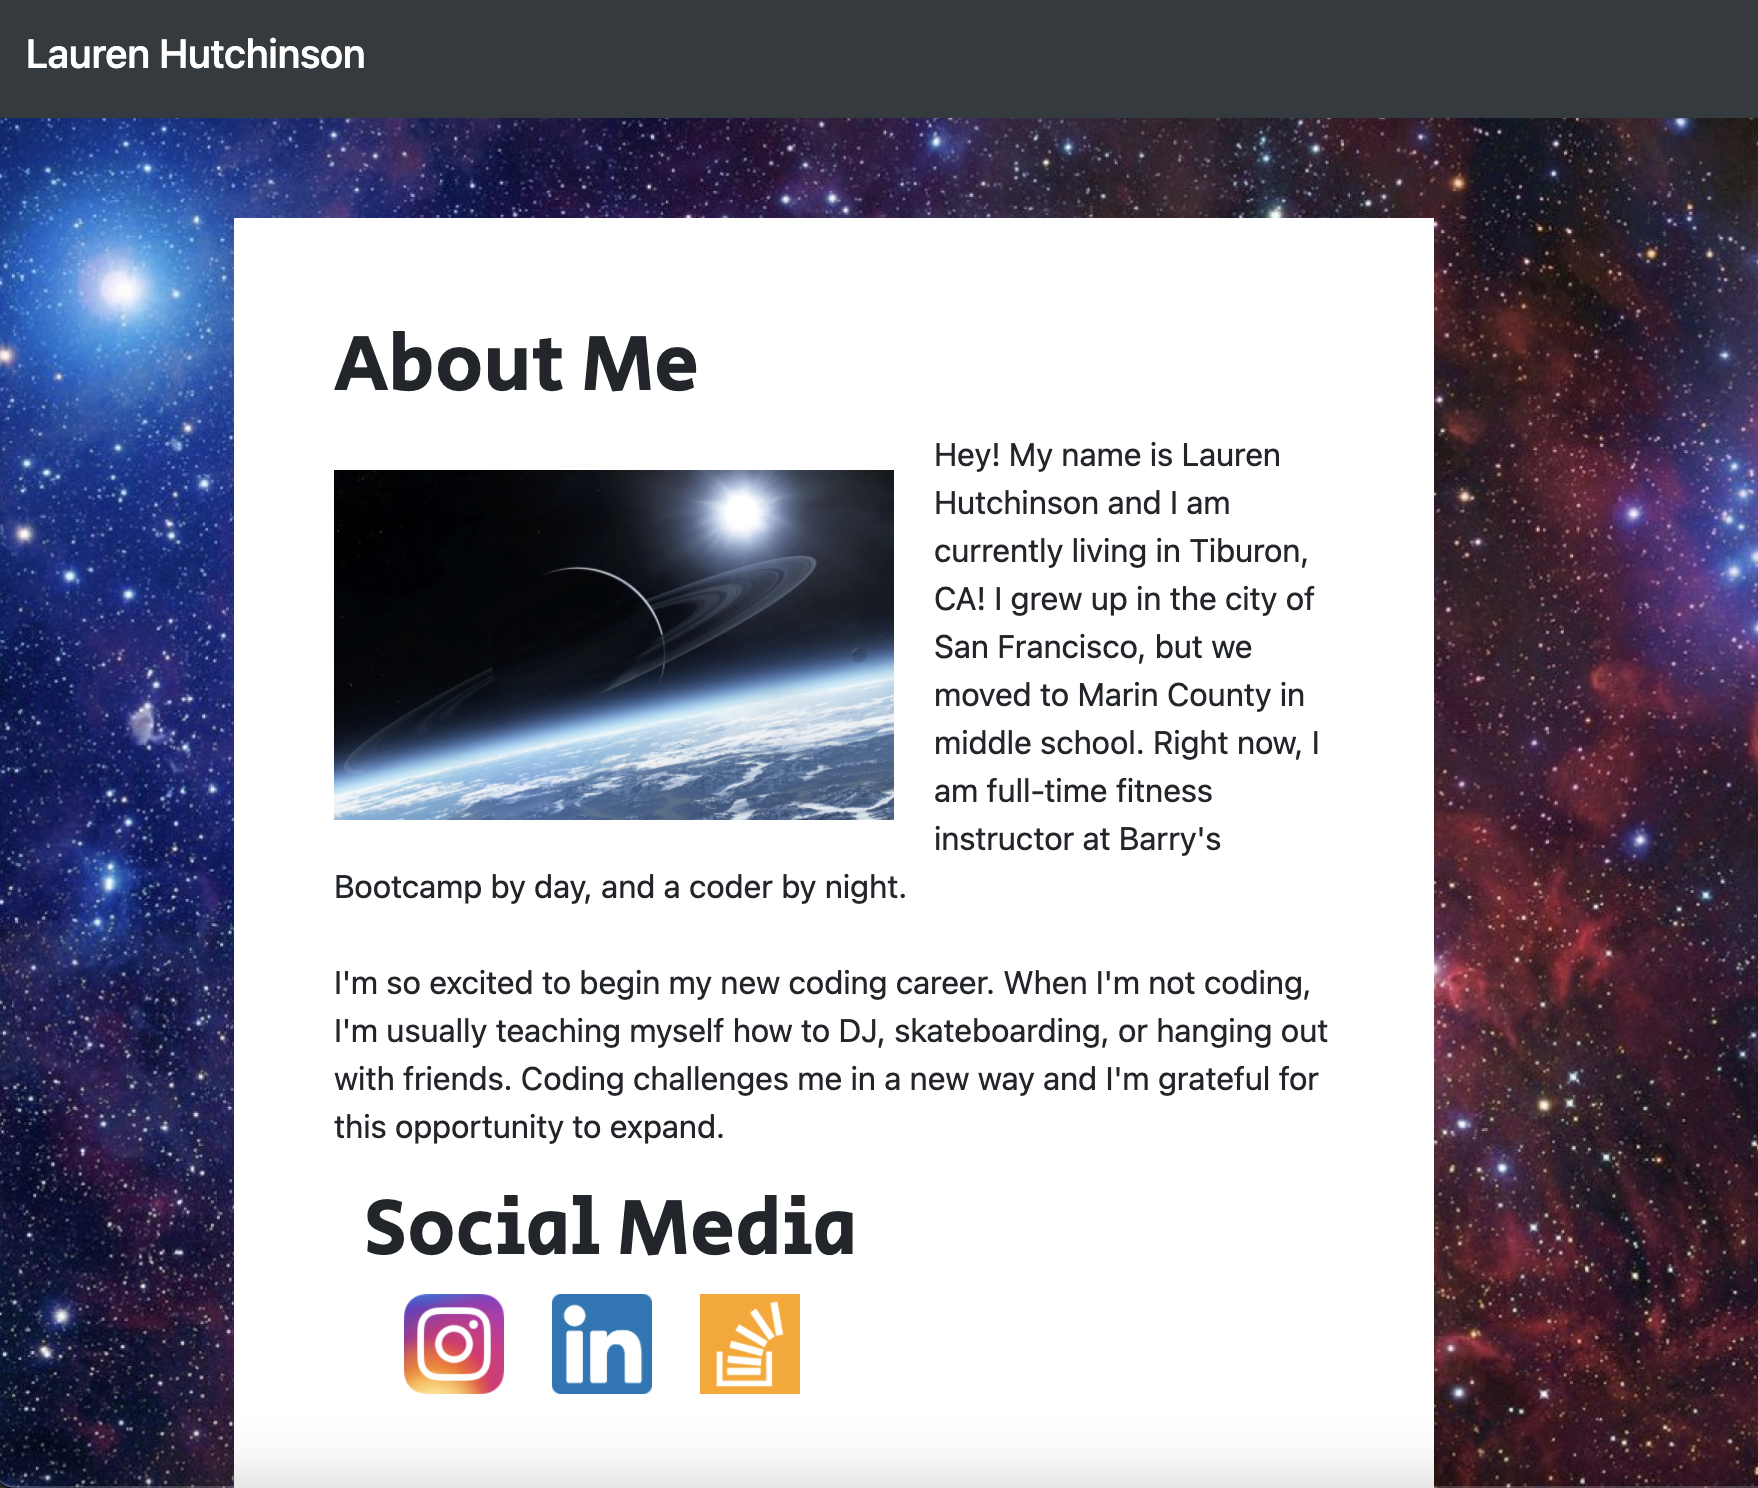 Lauren Hutchinson
About Me
Hey! My name is Lauren
Hutchinson and I am
currently living in Tiburon,
CA! I grew up in the city of
San Francisco, but we
moved to Marin County in
middle school. Right now, I
am full-time fitness
instructor at Barry's
Bootcamp by day, and a coder by night.
I'm so excited to begin my new coding career. When I'm not coding,
I'm usually teaching myself how to DJ, skateboarding, or hanging out
with friends. Coding challenges me in a new way and I'm grateful for
this opportunity to expand.
Social Media
in